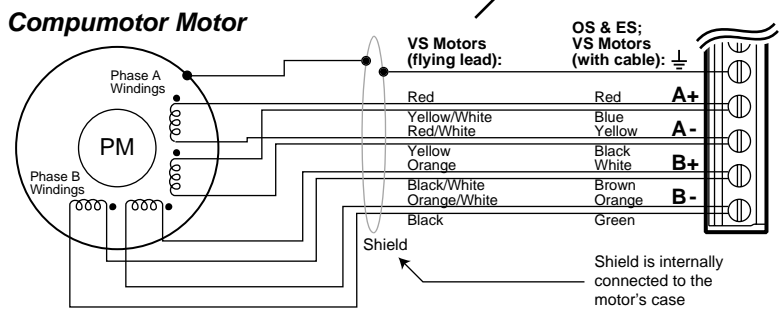 Compumotor Motor
VS Motors
(flying lead):
OS & ES;
VS Motors
(with cable):
Phase A
Windings
PM
Phase B
Windings
Red Red A+
Yellow/White Blue
Red/White Yellow A-
Yellow Black
Orange White B+
Black/White Brown
Orange/White Orange B-
Black Green
Shield
Shield is internally
connected to the
motor's case